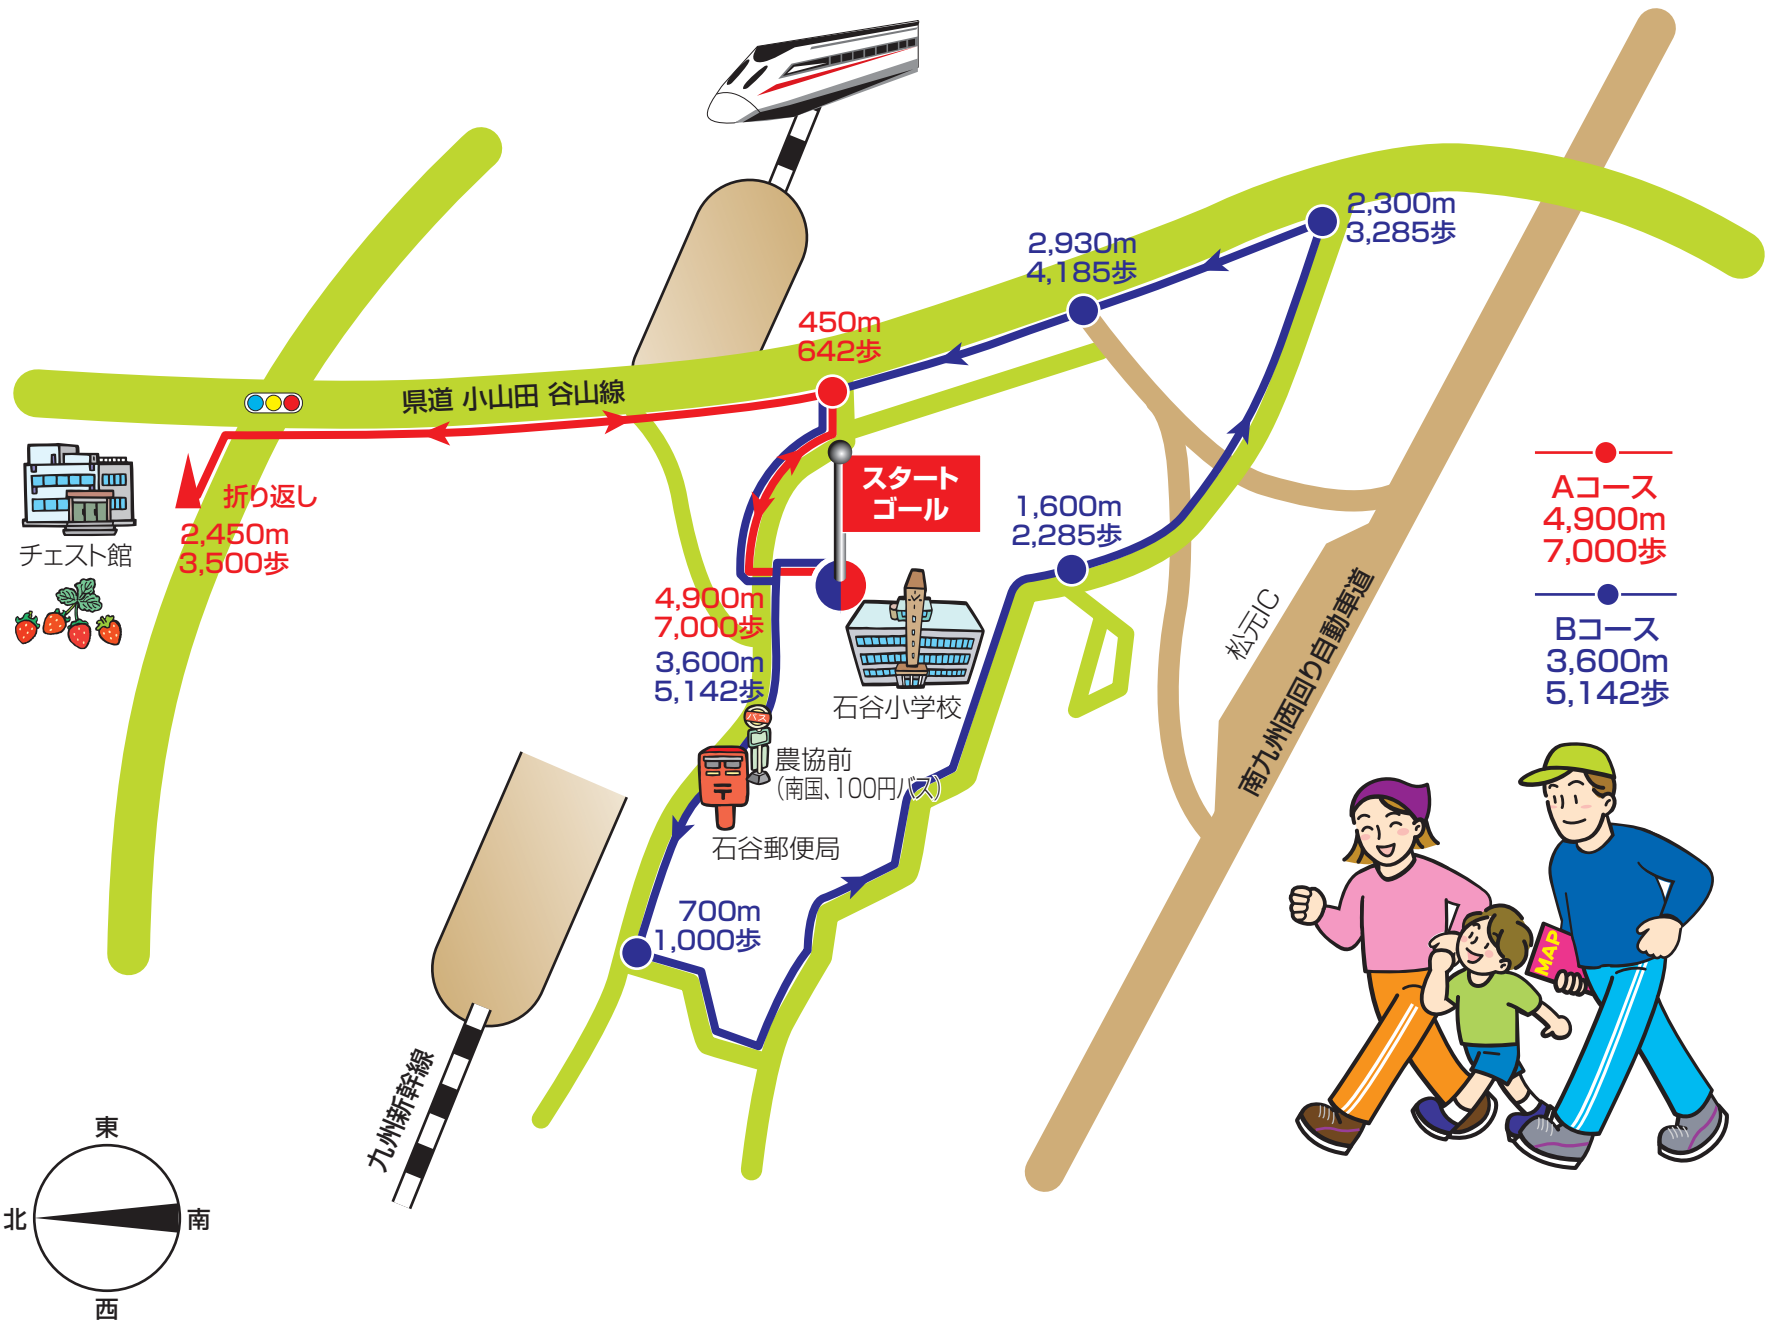 2,300m
3,285歩
2,930m
4,185歩
450m
642歩
県道 小山田 谷山線
スタート
ゴール
折り返し
2,450m
3,500歩
チェスト館
1,600m
2,285歩
Aコース
4,900m
7,000歩
Bコース
3,600m
5,142歩
4,900m
7,000歩
3,600m
5,142歩
石谷小学校
松元IC
南九州西回り自動車道
バス
農協前
(南国、100円バス)
〒
石谷郵便局
700m
1,000歩
MAP
九州新幹線
東
北
南
西